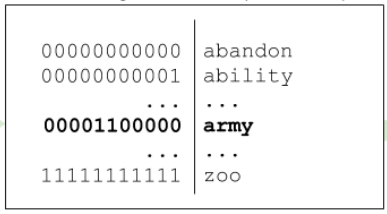 00000000000 abandon
00000000001 ability
... ...
00001100000 army
... ...
11111111111 zoo